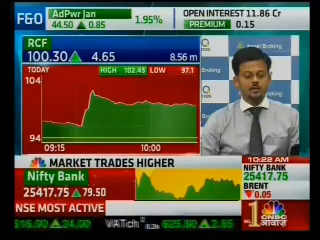 F&O
AdPwr Jan
44.50 ▲ 0.85
1.95%
OPEN INTEREST 11.86 Cr
PREMIUM 0.15
RCF
100.30 ▲ 4.65
8.56 m
TODAY
HIGH 102.45
LOW 97.1
104
94
09:15
10:00
MARKET TRADES HIGHER
10:22 AM
Nifty Bank
25417.75 ▲ 79.50
NIFTY BANK
25417.75
BRENT
▼ 0.05
NSE MOST ACTIVE
CNBC
आवाज़